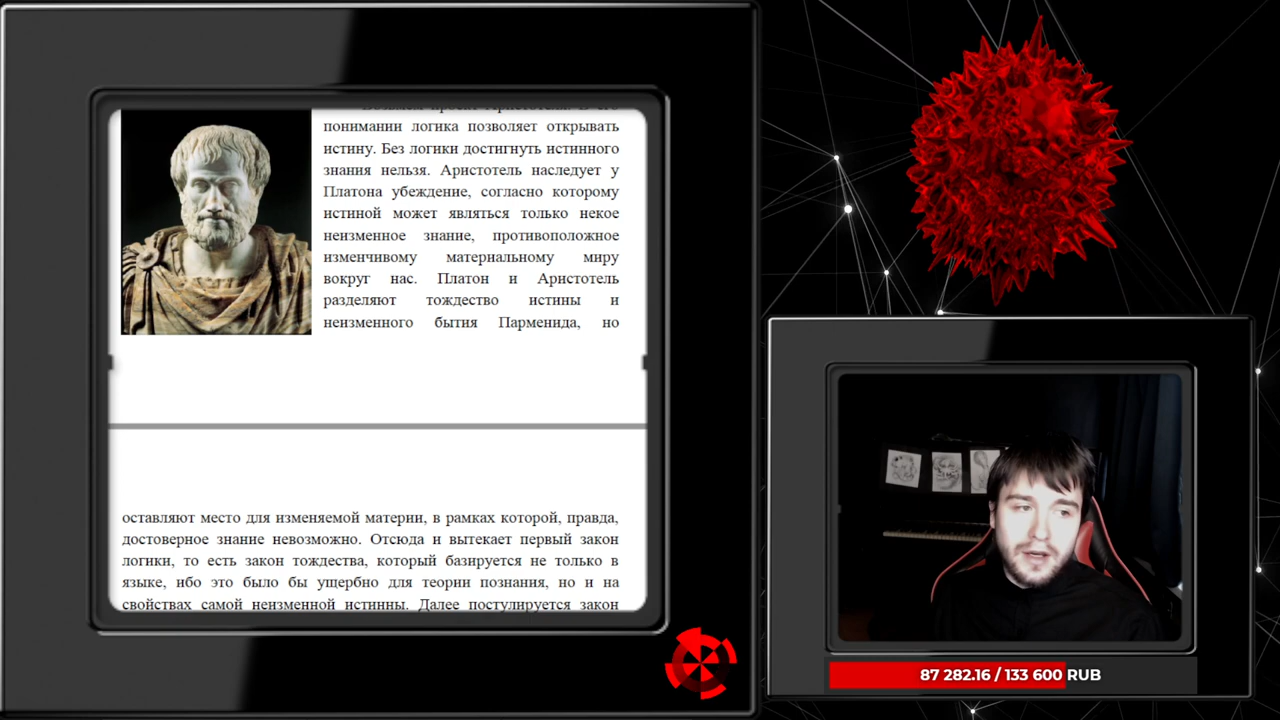 понимании логика позволяет открывать
истину. Без логики достигнуть истинного
знания нельзя. Аристотель наследует у
Платона убеждение, согласно которому
истиной может являться только некое
неизменное знание, противоположное
изменчивому материальному миру
вокруг нас. Платон и Аристотель
разделяют тождество истины и
неизменного бытия Парменида, но
оставляют место для изменяемой материи, в рамках которой, правда,
достоверное знание невозможно. Отсюда и вытекает первый закон
логики, то есть закон тождества, который базируется не только в
языке, ибо это было бы ущербно для теории познания, но и на
свойствах самой неизменной истинны. Далее постулируется закон
87 282.16 / 133 600 RUB